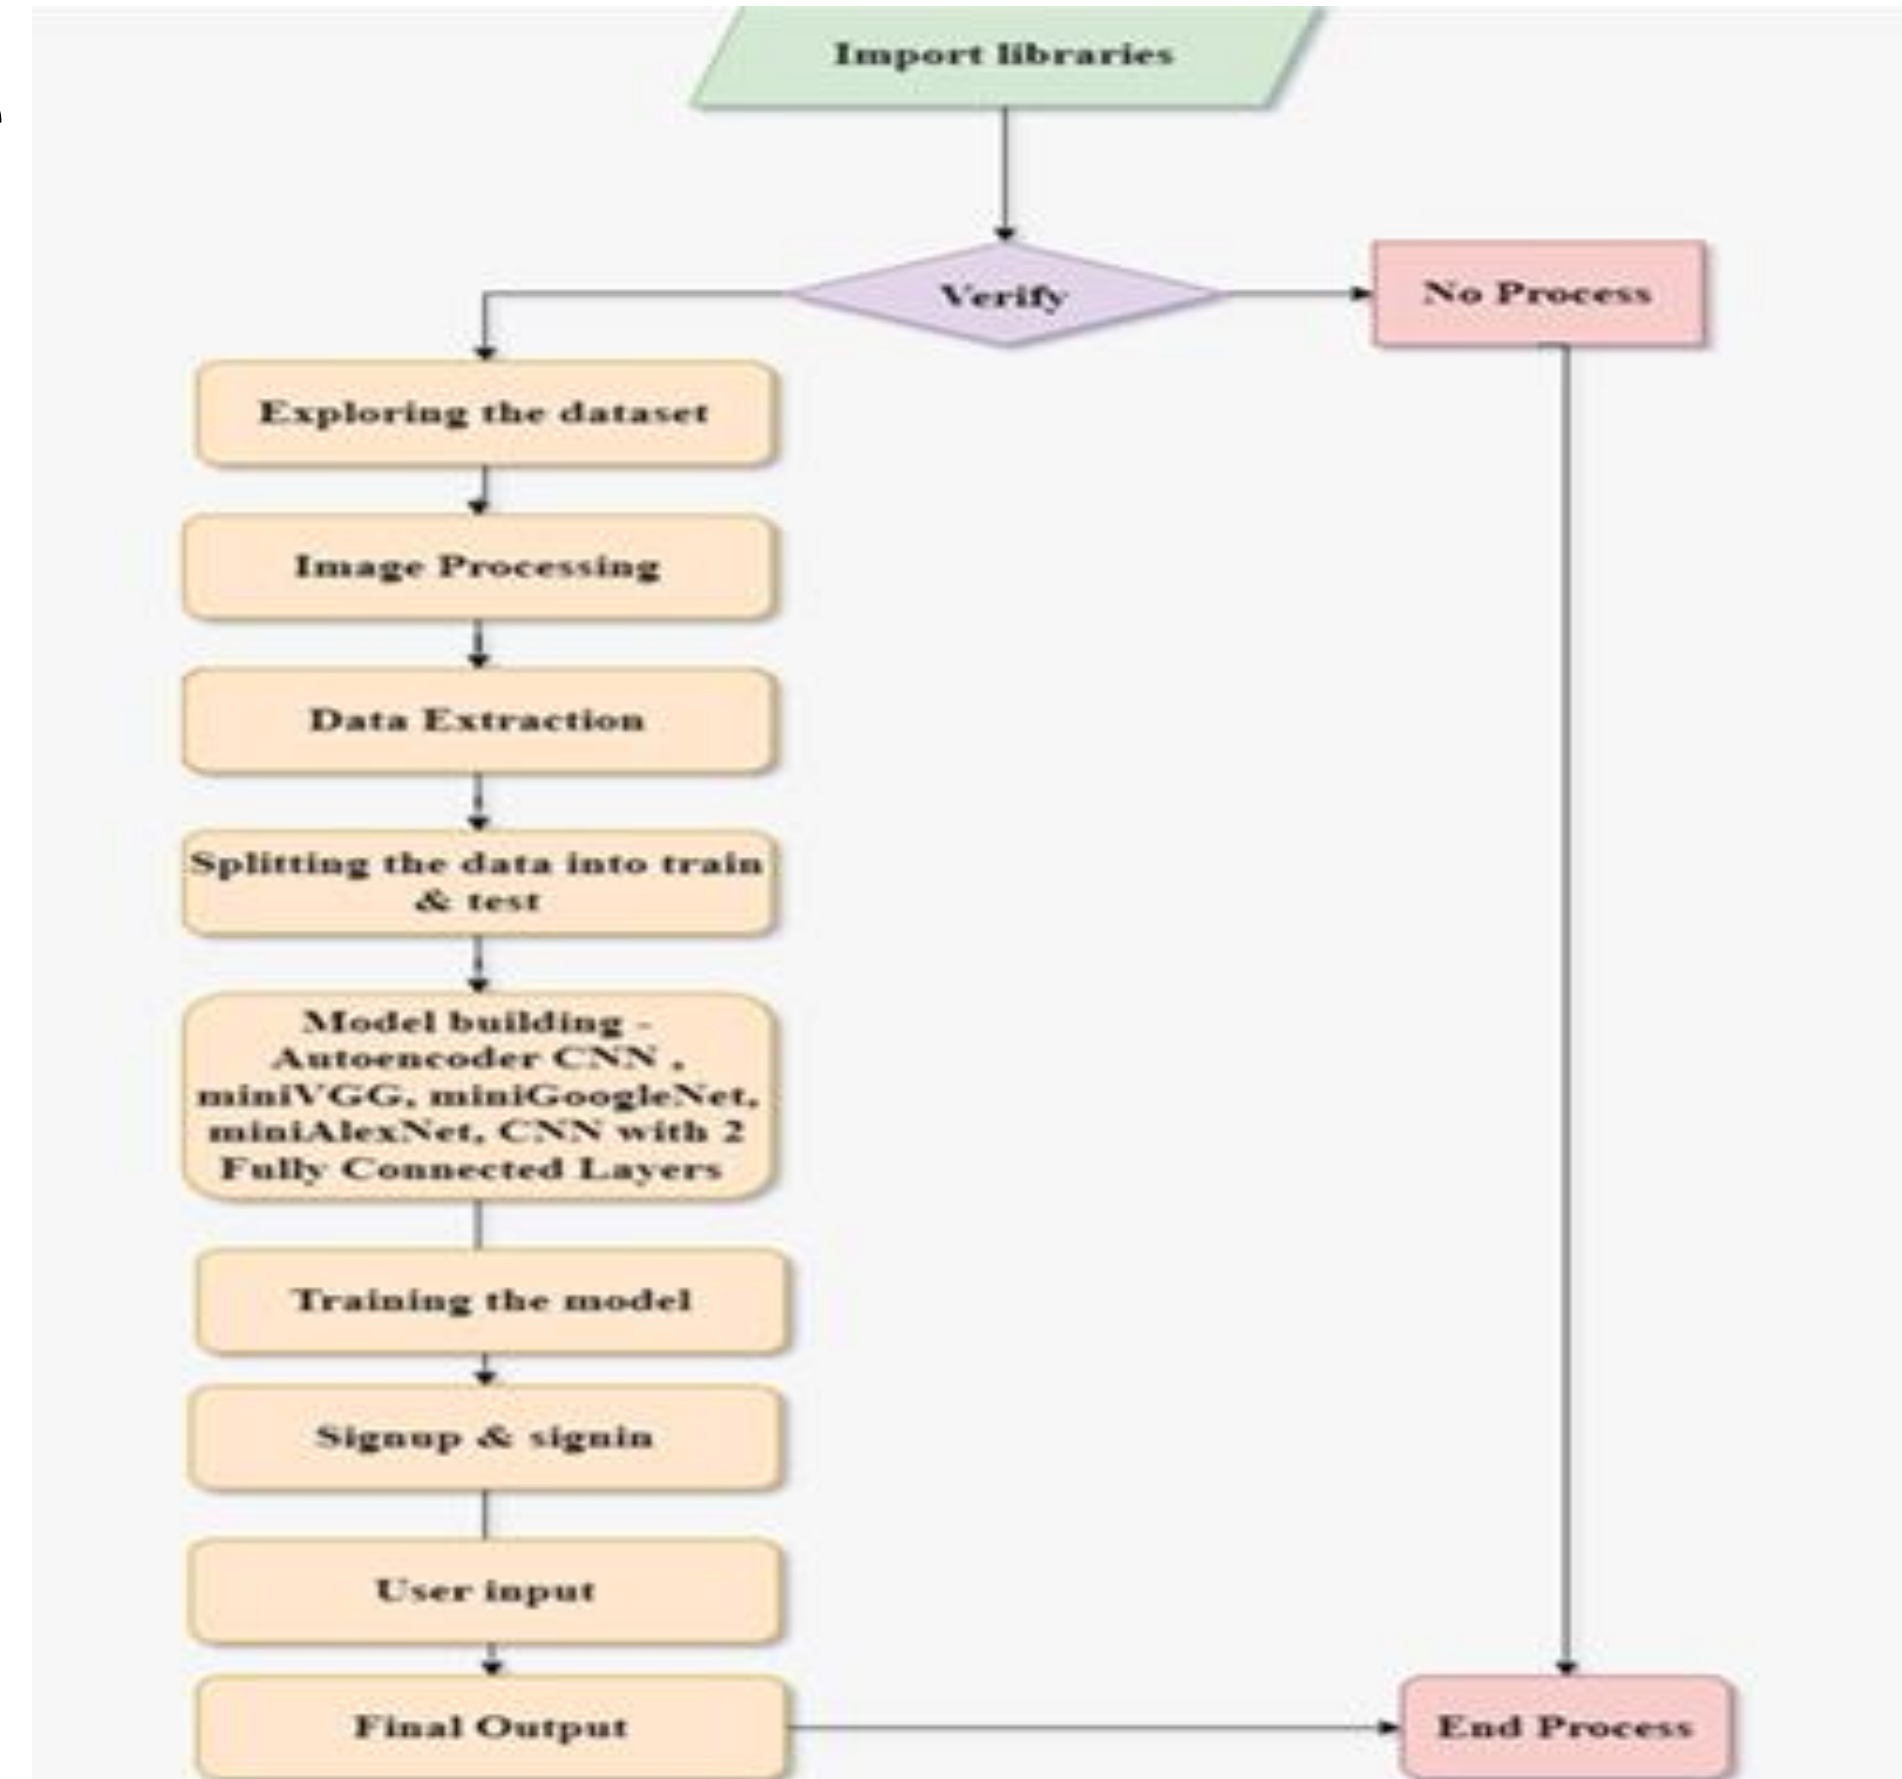 Import libraries
Verify
No Process
Exploring the dataset
Image Processing
Data Extraction
Splitting the data into train
& test
Model building -
Autoencoder CNN ,
miniVGG, miniGoogleNet,
miniAlexNet, CNN with 2
Fully Connected Layers
Training the model
Signup & signin
User input
Final Output
End Process